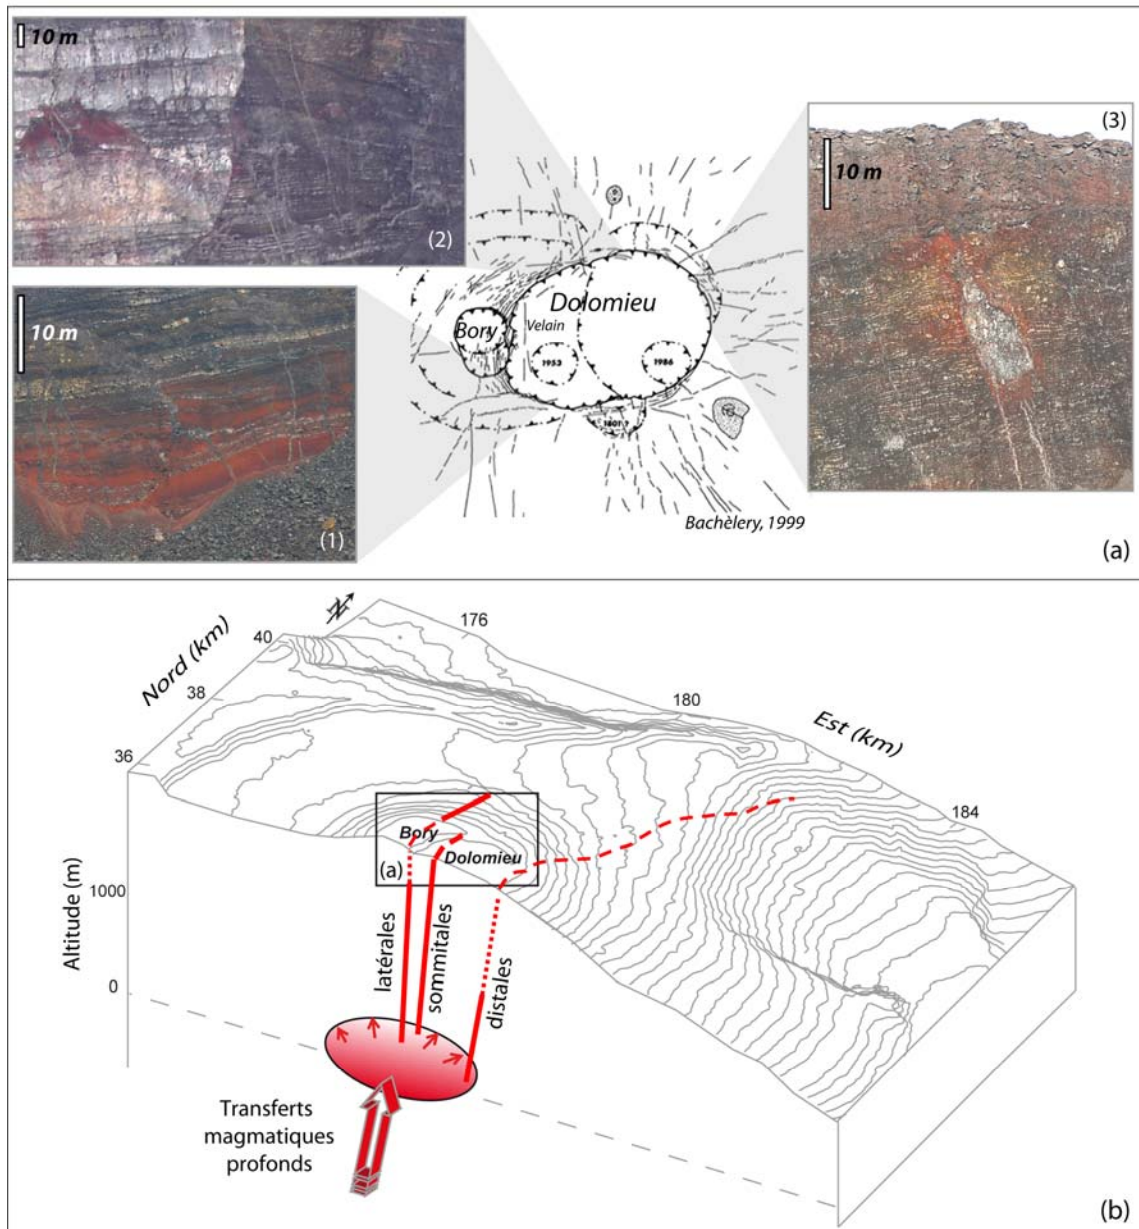 10 m
(2)
10 m
(1)
(3)
10 m
Dolomieu
Bory
Velain
1953
1986
Bachèlery, 1999
(a)
N
Nord (km)
40
38
36
176
180
Est (km)
184
Bory
Dolomieu
(a)
Altitude (m)
1000
0
latérales
sommitales
distales
Transferts
magmatiques
profonds
(b)